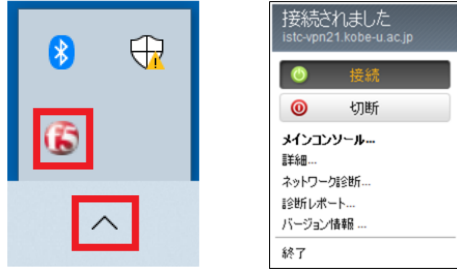 f5
接続されました
istc-vpn21.kobe-u.ac.jp
接続
切断
メインコンソール...
詳細...
ネットワーク診断...
診断レポート...
バージョン情報 ...
終了